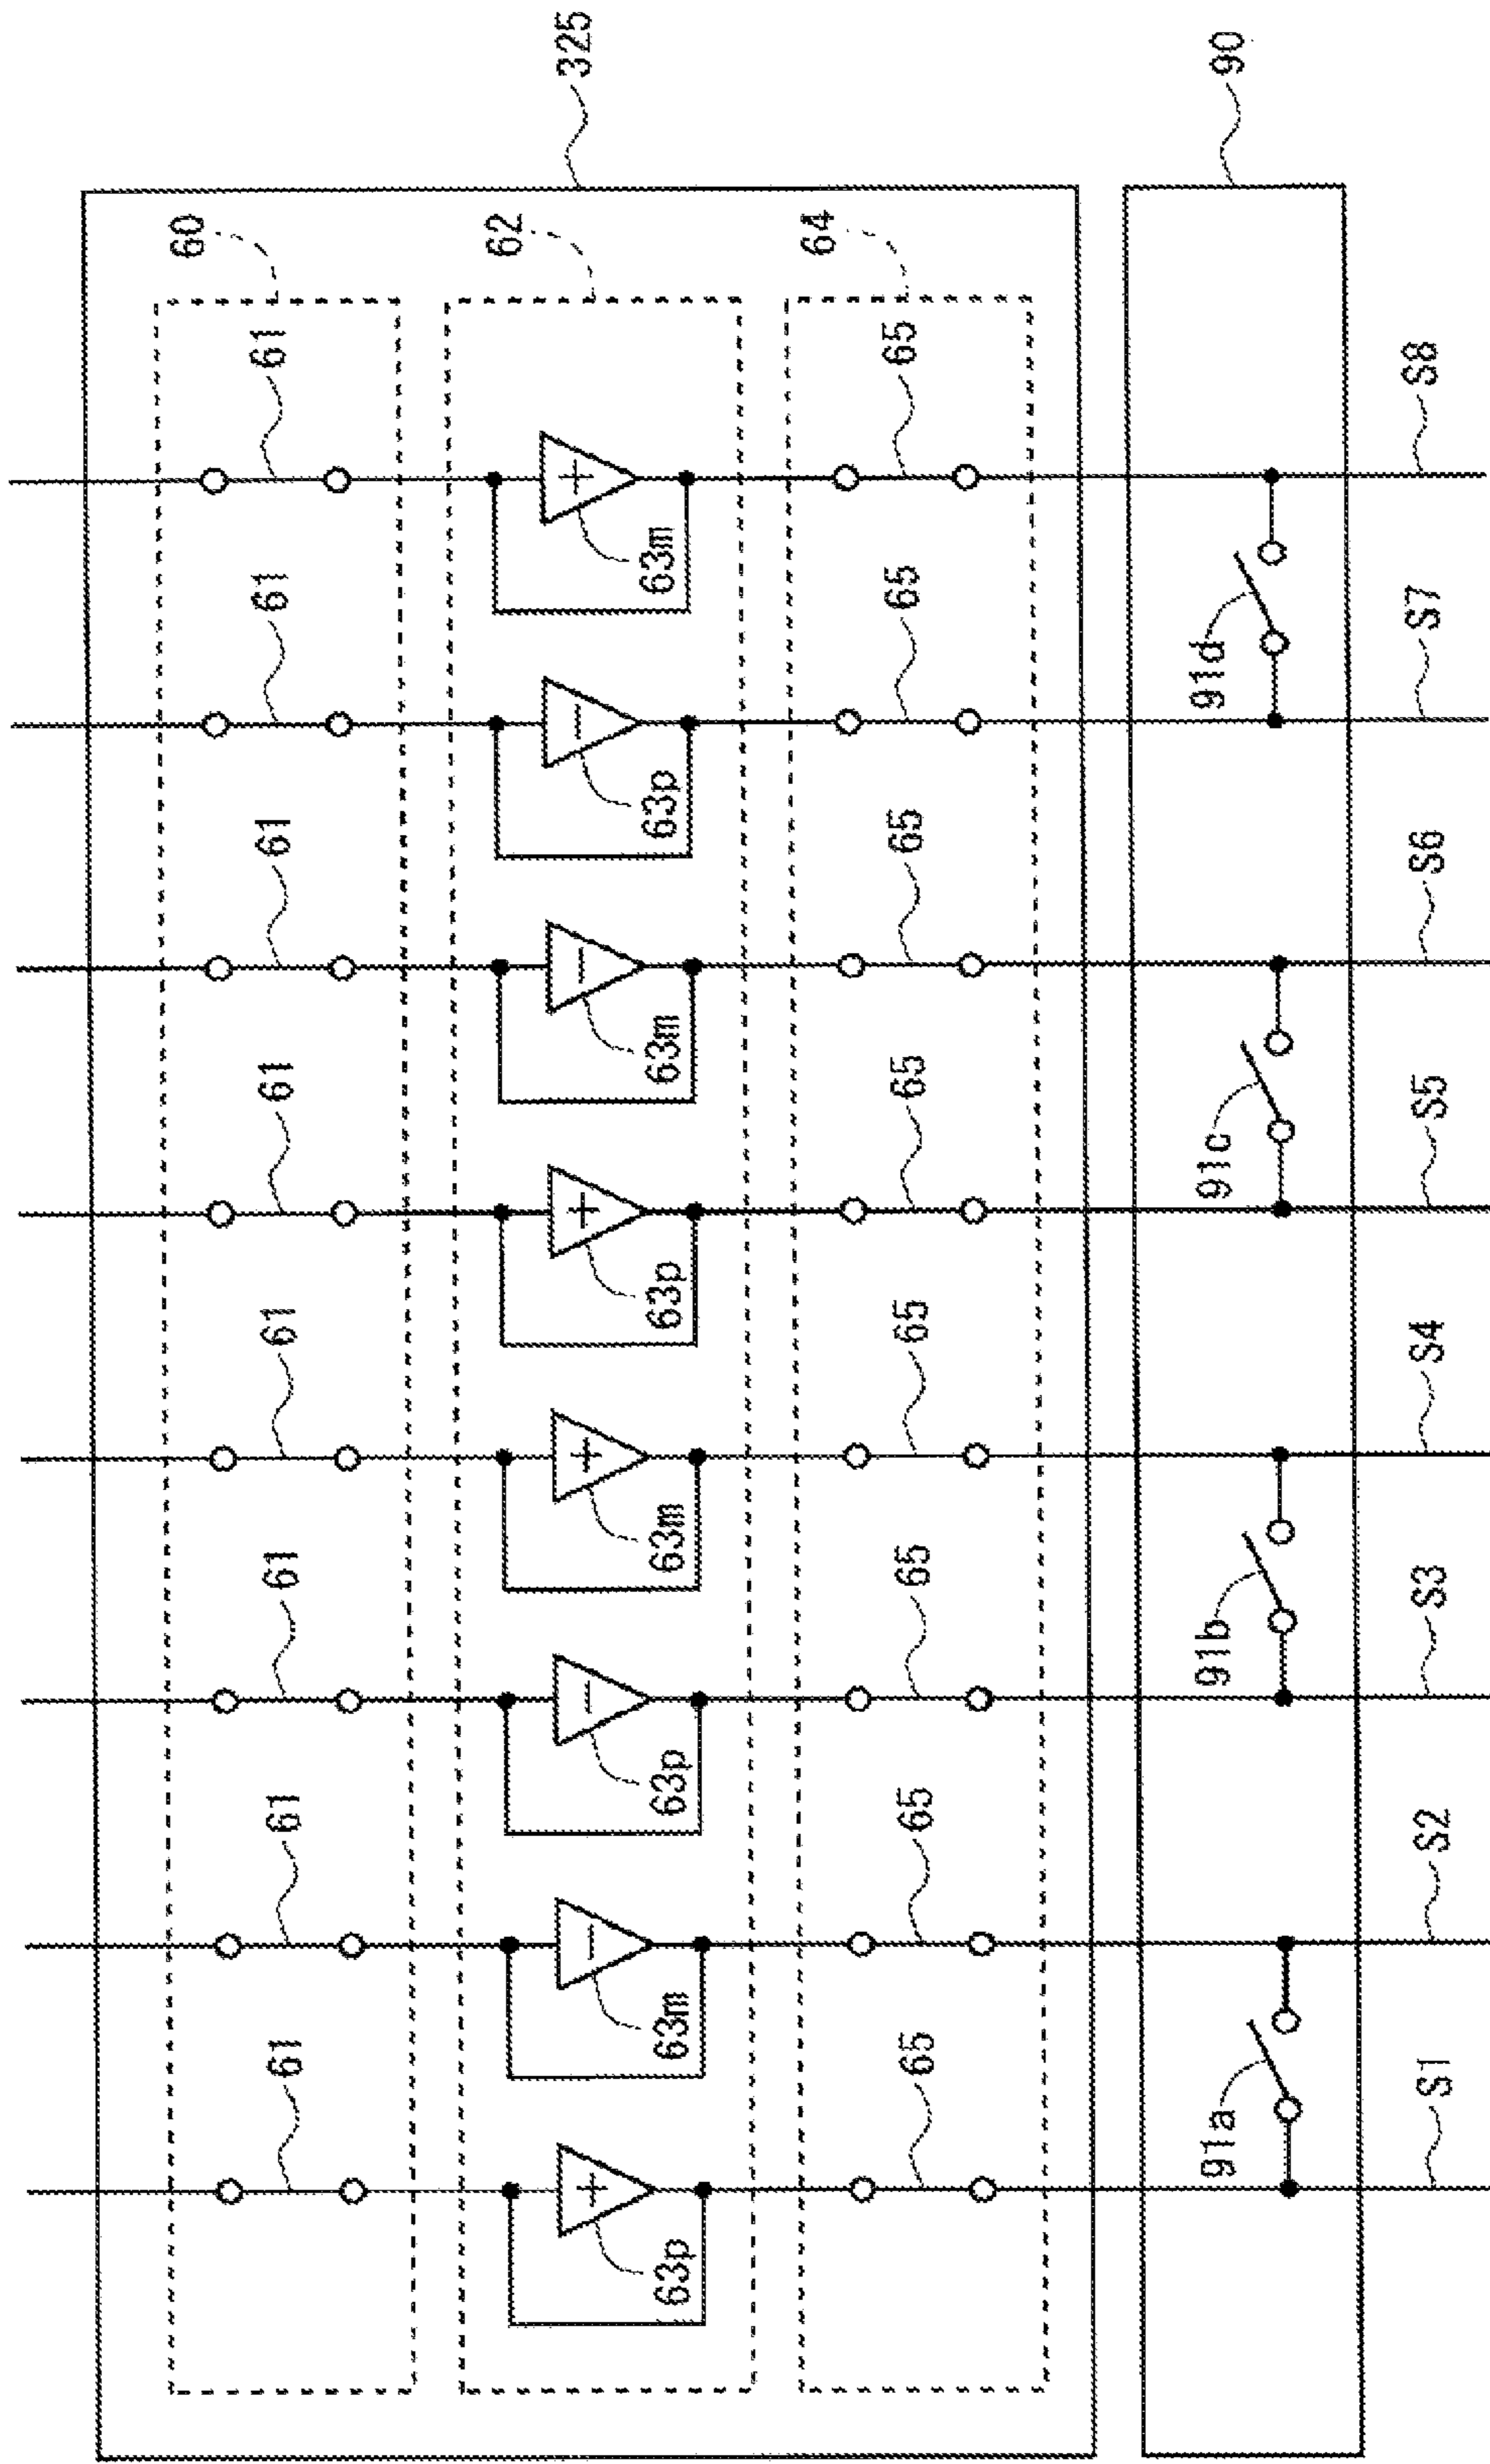 60
61 61 61 61 61 61 61 61
62
325
+ − − + + − − +
63p 63m 63p 63m 63p 63m 63p 63m
64
65 65 65 65 65 65 65 65
91a 91b 91c 91d
90
S1 S2 S3 S4 S5 S6 S7 S8